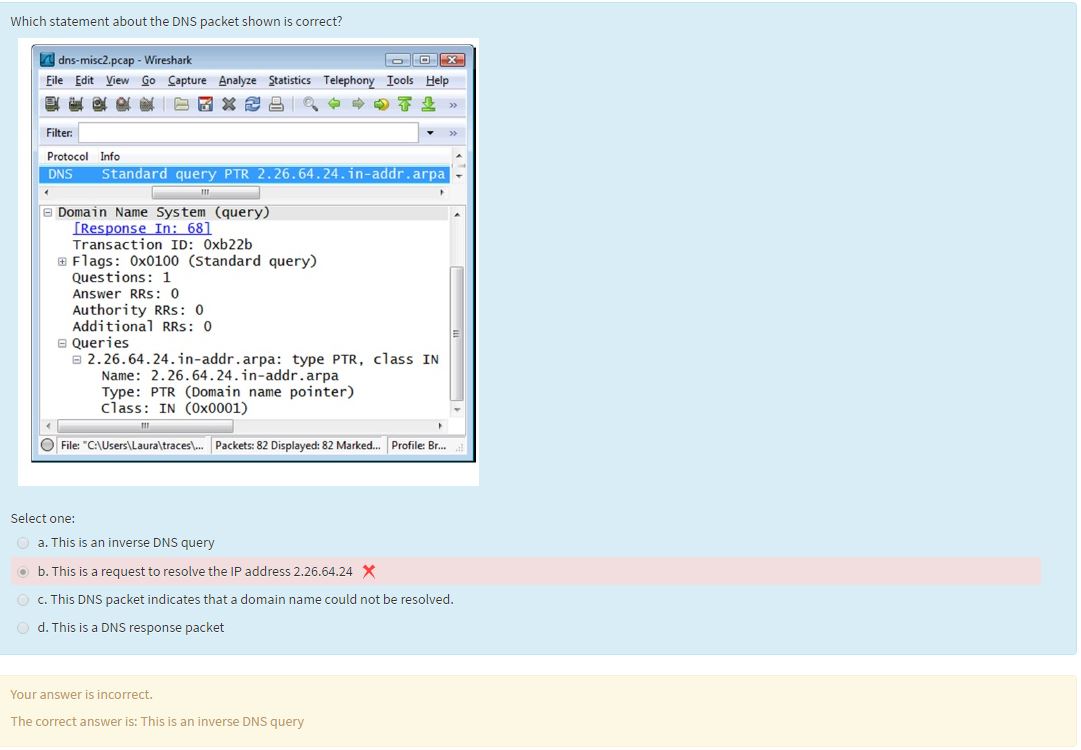 Which statement about the DNS packet shown is correct?
dns-misc2.pcap - Wireshark
File Edit View Go Capture Analyze Statistics Telephony Tools Help
Filter:
Protocol Info
DNS Standard query PTR 2.26.64.24.in-addr.arpa
Domain Name System (query)
[Response In: 68]
Transaction ID: 0xb22b
Flags: 0x0100 (Standard query)
Questions: 1
Answer RRs: 0
Authority RRs: 0
Additional RRs: 0
Queries
2.26.64.24.in-addr.arpa: type PTR, class IN
Name: 2.26.64.24.in-addr.arpa
Type: PTR (Domain name pointer)
Class: IN (0x0001)
File: "C:\Users\Laura\traces\... Packets: 82 Displayed: 82 Marked... Profile: Br...
Select one:
a. This is an inverse DNS query
b. This is a request to resolve the IP address 2.26.64.24
c. This DNS packet indicates that a domain name could not be resolved.
d. This is a DNS response packet
Your answer is incorrect.
The correct answer is: This is an inverse DNS query